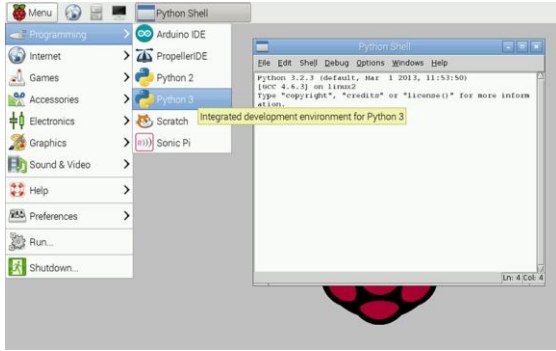 Menu
Python Shell
Programming
Internet
Games
Accessories
Electronics
Graphics
Sound & Video
Help
Preferences
Run...
Shutdown...
Arduino IDE
PropellerIDE
Python 2
Python 3
Scratch
Sonic Pi
Integrated development environment for Python 3
Python Shell
File Edit Shell Debug Options Windows Help
Python 3.2.3 (default, Mar 1 2013, 11:53:50)
[GCC 4.6.3] on linux2
Type "copyright", "credits" or "license()" for more inform
ation.
Ln: 4 Col: 4